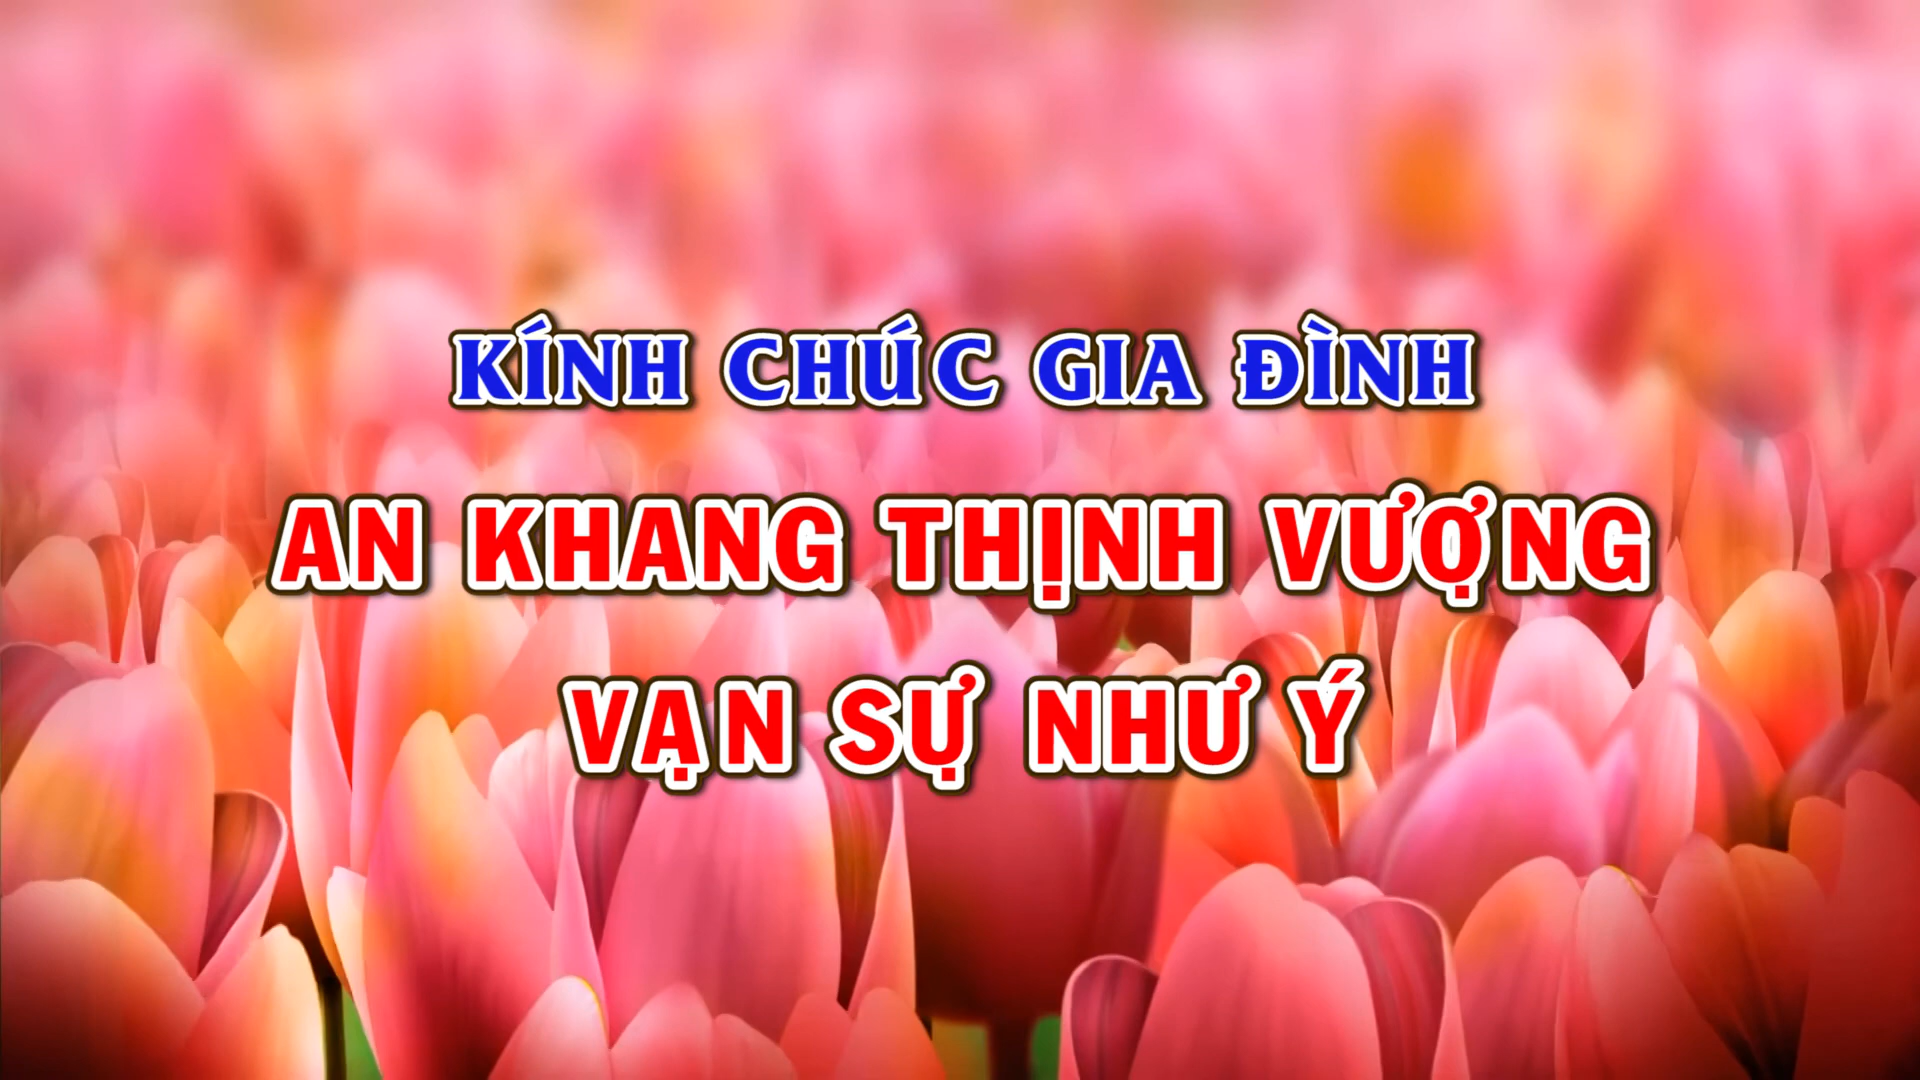 KÍNH CHÚC GIA ĐÌNH
AN KHANG THỊNH VƯỢNG
VẠN SỰ NHƯ Ý